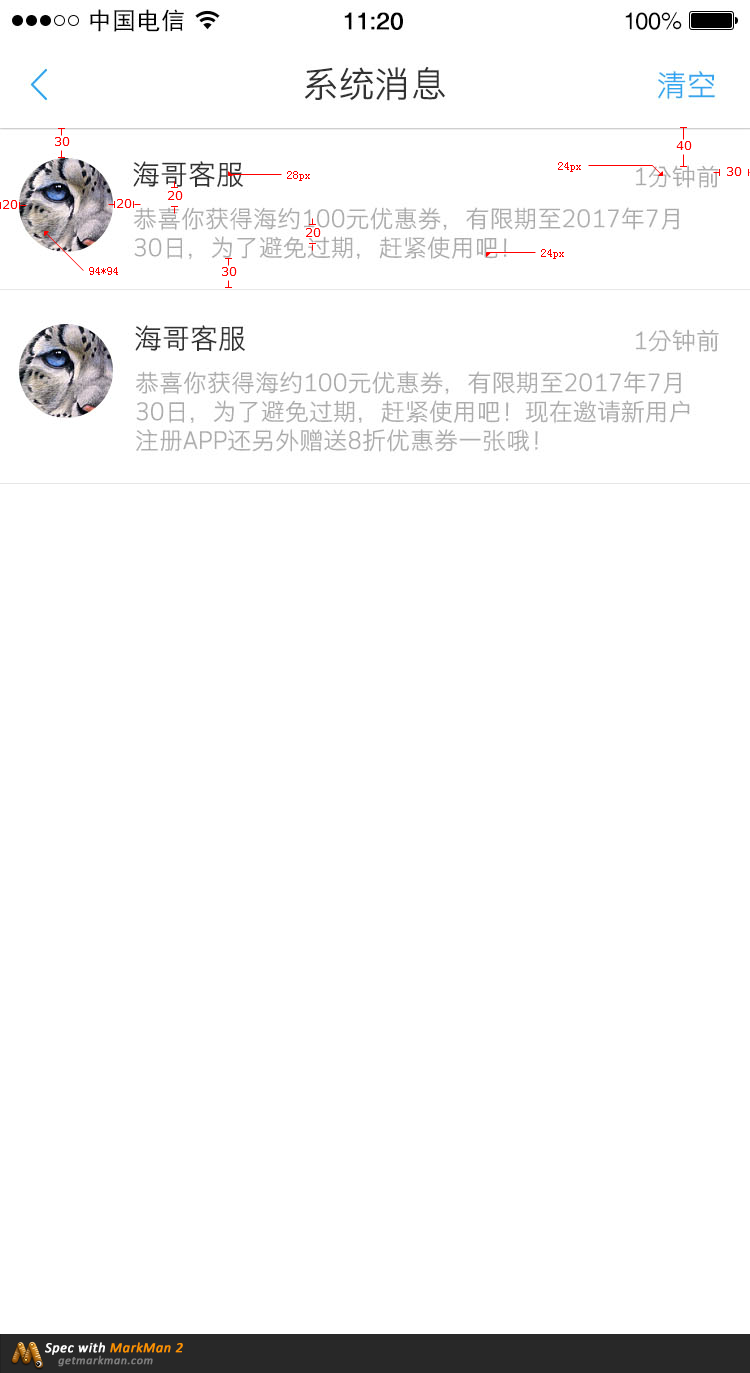 中国电信 11:20 100%
系统消息 清空
30
40
海哥客服 28px 24px 1分钟前 30
20
20 20
恭喜你获得海约100元优惠券，有限期至2017年7月
20
30日，为了避免过期，赶紧使用吧！ 24px
94*94 30
海哥客服 1分钟前
恭喜你获得海约100元优惠券，有限期至2017年7月
30日，为了避免过期，赶紧使用吧！现在邀请新用户
注册APP还另外赠送8折优惠券一张哦！
Spec with MarkMan 2
getmarkman.com